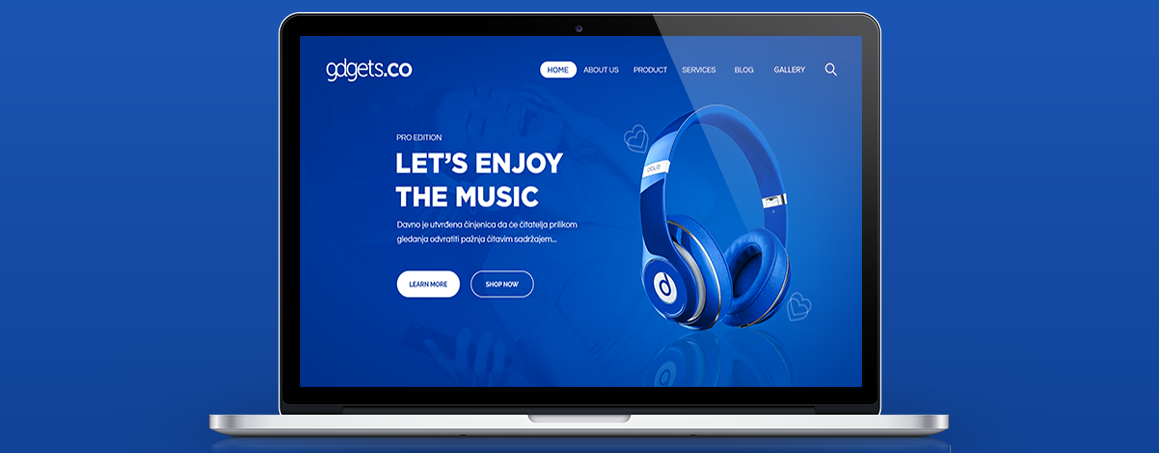 gdgets.co
HOME ABOUT US PRODUCT SERVICES BLOG GALLERY
PRO EDITION
LET'S ENJOY
THE MUSIC
Davno je utvrđena činjenica da će čitatelja prilikom
gledanja odvratiti pažnja čitavim sadržajem...
LEARN MORE SHOP NOW